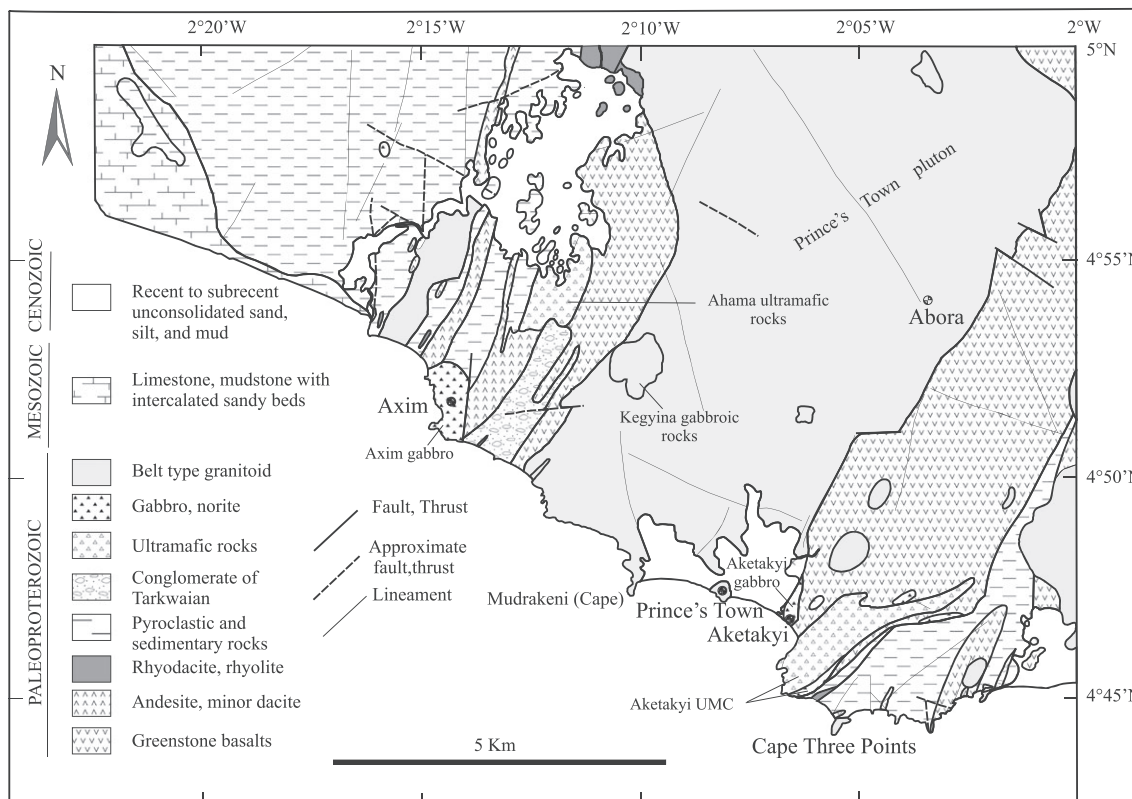 2°20’W
2°15’W
2°10’W
2°05’W
2°W
5°N
N
Prince's Town pluton
4°55’N
CENOZOIC
Recent to subrecent
unconsolidated sand,
silt, and mud
Ahama ultramafic
rocks
Abora
MESOZOIC
Limestone, mudstone with
intercalated sandy beds
Axim
Kegyina gabbroic
rocks
Axim gabbro
4°50’N
PALEOPROTEROZOIC
Belt type granitoid
Gabbro, norite
Ultramafic rocks
Conglomerate of
Tarkwaian
Pyroclastic and
sedimentary rocks
Rhyodacite, rhyolite
Andesite, minor dacite
Greenstone basalts
Fault, Thrust
Approximate
fault,thrust
Lineament
Aketakyi
gabbro
Mudrakeni (Cape)
Prince's Town
Aketakyi
Aketakyi UMC
4°45’N
Cape Three Points
5 Km